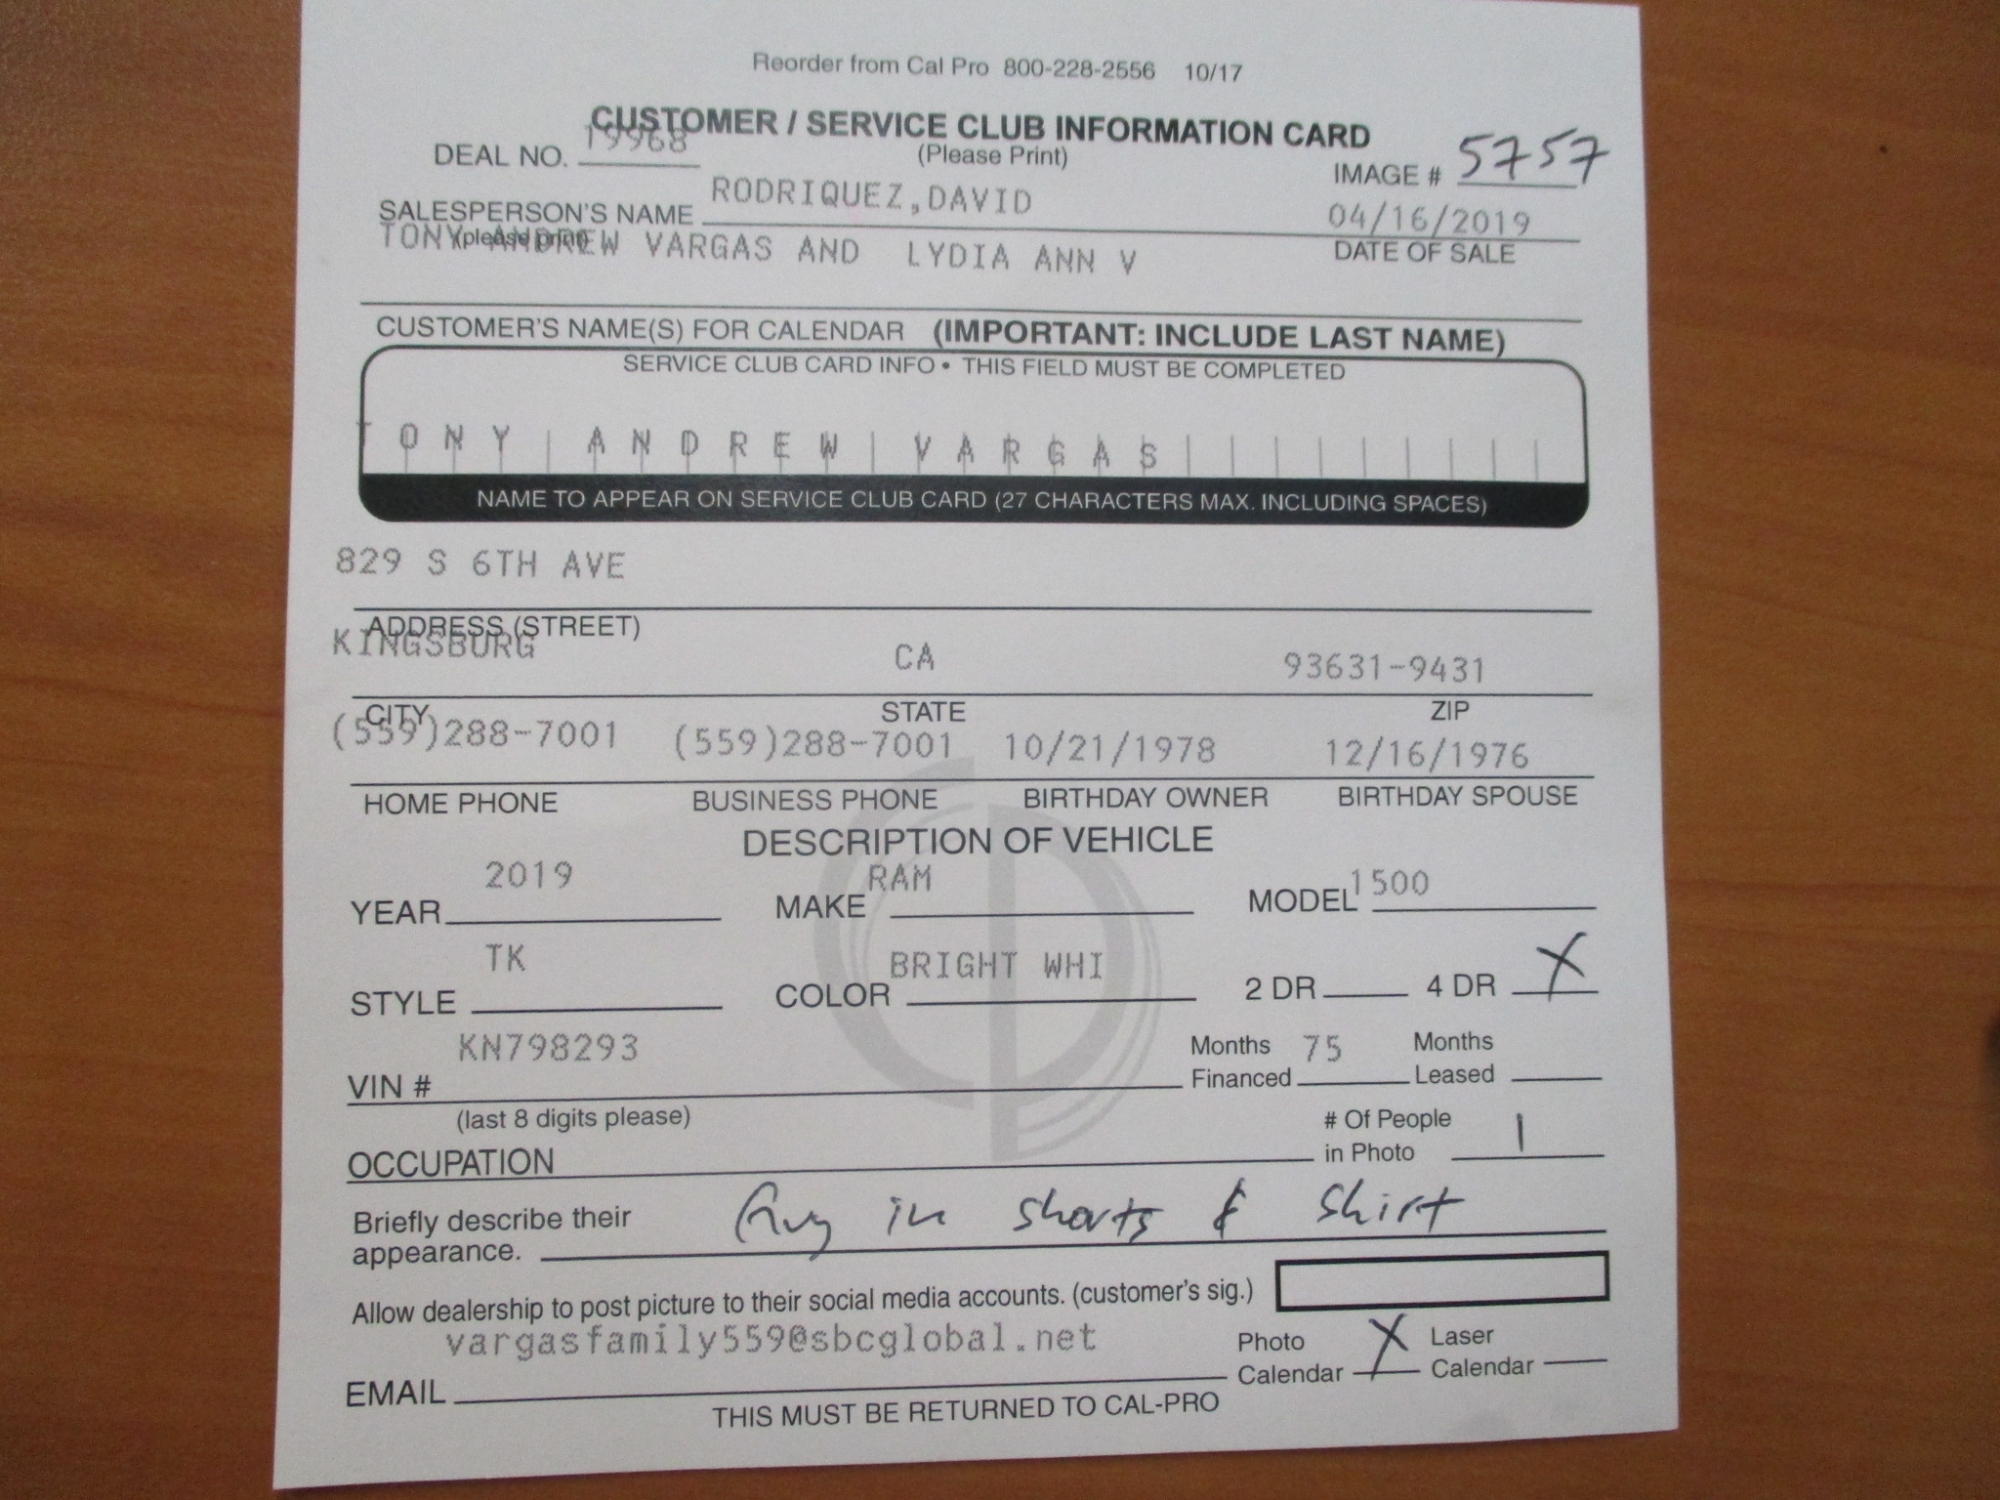 Reorder from Cal Pro 800-228-2556 10/17
CUSTOMER / SERVICE CLUB INFORMATION CARD
(Please Print)
DEAL NO. 19968
IMAGE # 5757
SALESPERSON'S NAME RODRIQUEZ,DAVID
(please print)
04/16/2019
DATE OF SALE
TONY ANDREW VARGAS AND LYDIA ANN V
CUSTOMER'S NAME(S) FOR CALENDAR (IMPORTANT: INCLUDE LAST NAME)
SERVICE CLUB CARD INFO • THIS FIELD MUST BE COMPLETED
TONY ANDREW VARGAS
NAME TO APPEAR ON SERVICE CLUB CARD (27 CHARACTERS MAX. INCLUDING SPACES)
829 S 6TH AVE
ADDRESS (STREET)
KINGSBURG CA 93631-9431
CITY STATE ZIP
(559)288-7001 (559)288-7001 10/21/1978 12/16/1976
HOME PHONE BUSINESS PHONE BIRTHDAY OWNER BIRTHDAY SPOUSE
DESCRIPTION OF VEHICLE
YEAR 2019 MAKE RAM MODEL 1500
STYLE TK COLOR BRIGHT WHI 2 DR 4 DR X
VIN # KN798293 Months Financed 75 Months Leased
(last 8 digits please)
OCCUPATION # Of People in Photo 1
Briefly describe their appearance. Guy in shorts & shirt
Allow dealership to post picture to their social media accounts. (customer's sig.)
EMAIL vargasfamily559@sbcglobal.net Photo Calendar X Laser Calendar
THIS MUST BE RETURNED TO CAL-PRO